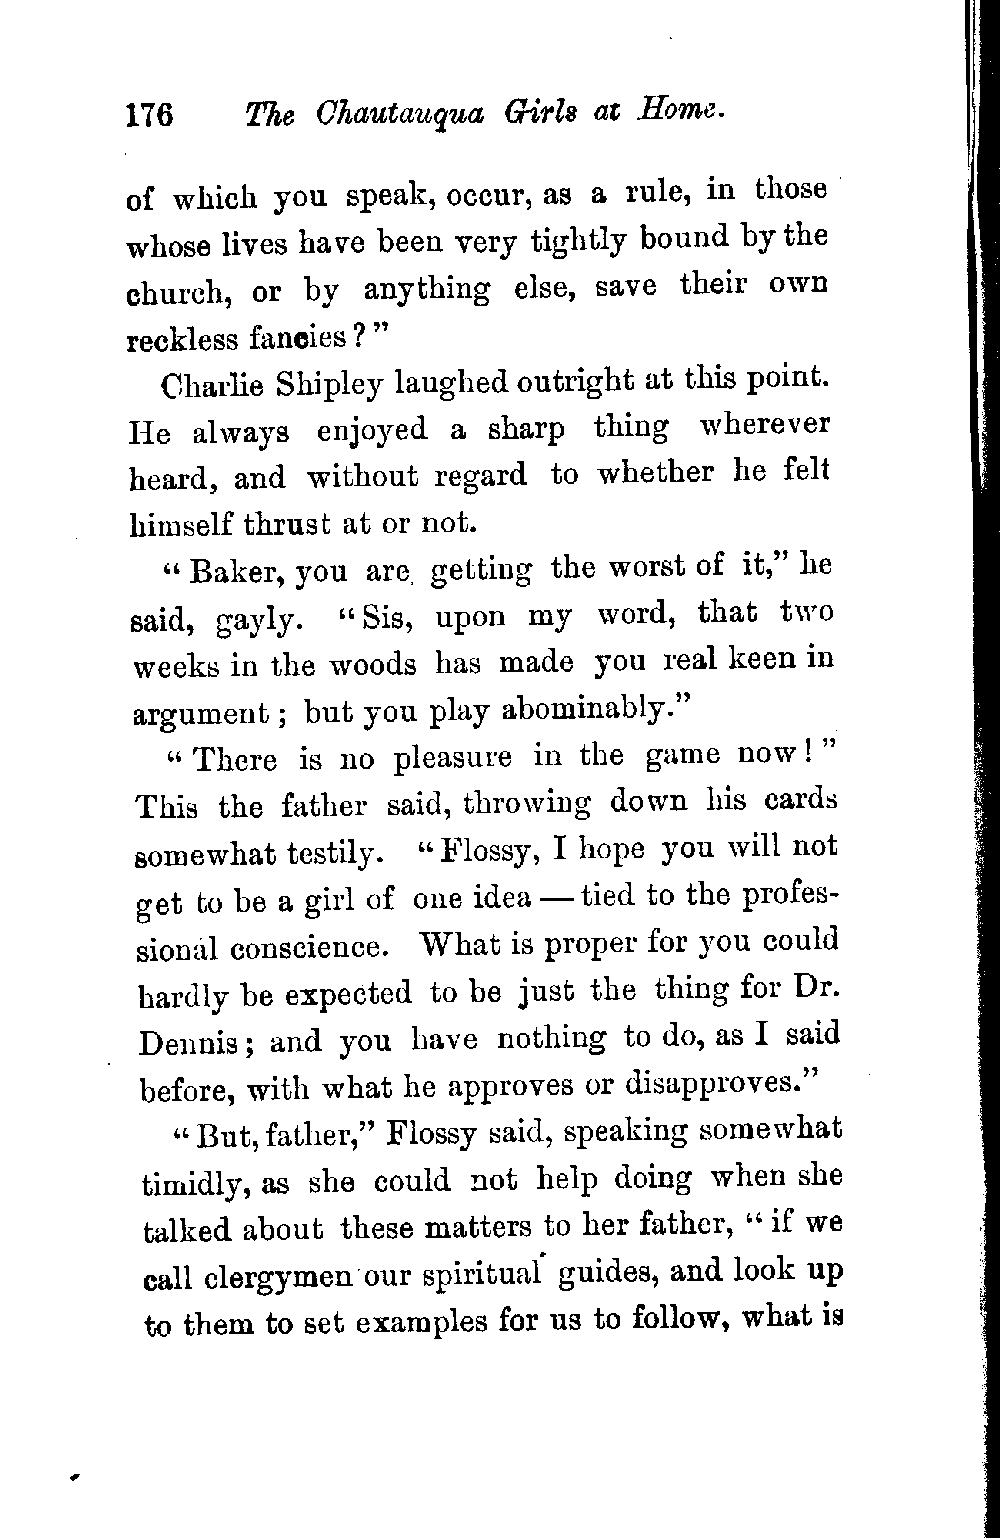 176 The Chautauqua Girls at Home.
of which you speak, occur, as a rule, in those
whose lives have been very tightly bound by the
church, or by anything else, save their own
reckless fancies?"
Charlie Shipley laughed outright at this point.
He always enjoyed a sharp thing wherever
heard, and without regard to whether he felt
himself thrust at or not.
"Baker, you are getting the worst of it," he
said, gayly. "Sis, upon my word, that two
weeks in the woods has made you real keen in
argument; but you play abominably."
"There is no pleasure in the game now!"
This the father said, throwing down his cards
somewhat testily. "Flossy, I hope you will not
get to be a girl of one idea — tied to the profes-
sional conscience. What is proper for you could
hardly be expected to be just the thing for Dr.
Dennis; and you have nothing to do, as I said
before, with what he approves or disapproves."
"But, father," Flossy said, speaking somewhat
timidly, as she could not help doing when she
talked about these matters to her father, "if we
call clergymen our spiritual guides, and look up
to them to set examples for us to follow, what is